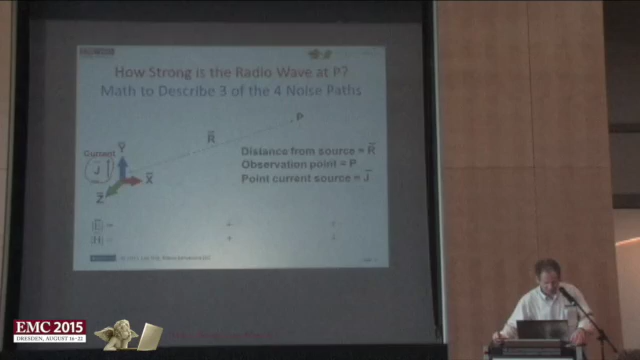 How Strong is the Radio Wave at P?
Math to Describe 3 of the 4 Noise Paths
P
R
Y
Current
J
X
Z
Distance from source = R
Observation point = P
Point current source = J
|E| = + +
|H| = + +
EMC 2015
DRESDEN, AUGUST 16-22